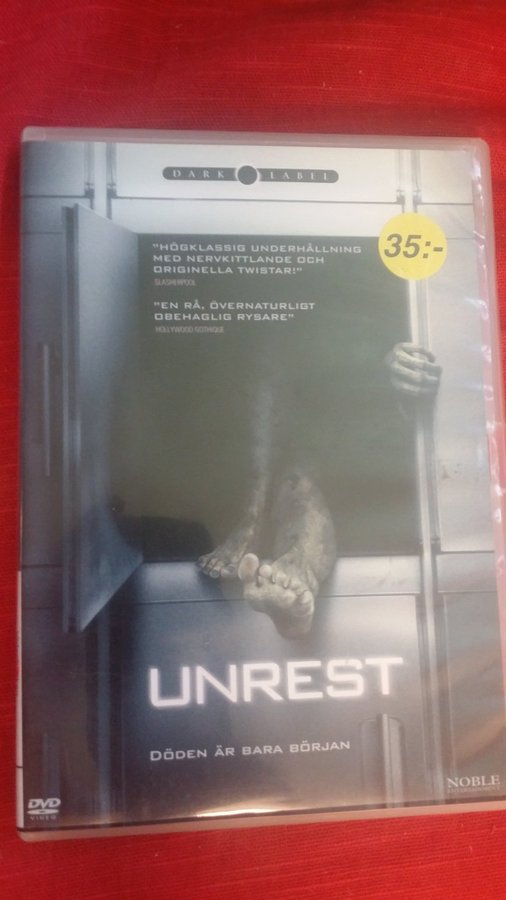 DARK LABEL
35:-
"HÖGKLASSIG UNDERHÅLLNING
MED NERVKITTLANDE OCH
ORIGINELLA TWISTAR!"
SLASHERPOOL
"EN RÅ, ÖVERNATURLIGT
OBEHAGLIG RYSARE"
HOLLYWOOD GOTHIQUE
UNREST
DÖDEN ÄR BARA BÖRJAN
DVD
VIDEO
NOBLE
ENTERTAINMENT